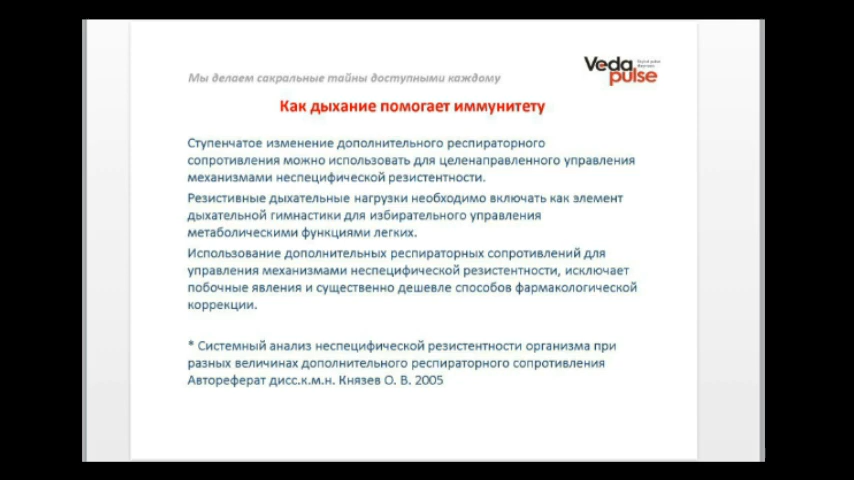 Мы делаем сакральные тайны доступными каждому
Veda
pulse
Как дыхание помогает иммунитету
Ступенчатое изменение дополнительного респираторного
сопротивления можно использовать для целенаправленного управления
механизмами неспецифической резистентности.
Резистивные дыхательные нагрузки необходимо включать как элемент
дыхательной гимнастики для избирательного управления
метаболическими функциями легких.
Использование дополнительных респираторных сопротивлений для
управления механизмами неспецифической резистентности, исключает
побочные явления и существенно дешевле способов фармакологической
коррекции.
* Системный анализ неспецифической резистентности организма при
разных величинах дополнительного респираторного сопротивления
Автореферат дисс.к.м.н. Князев О. В. 2005